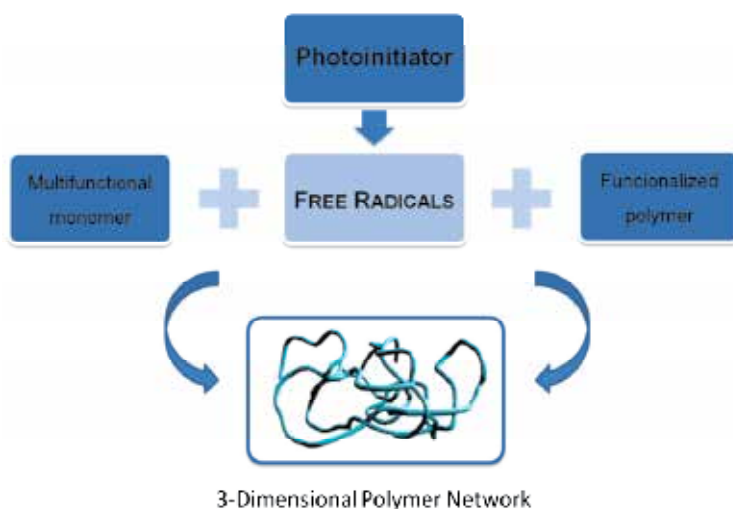 Photoinitiator
Multifunctional
monomer
FREE RADICALS
Funcionalized
polymer
3-Dimensional Polymer Network